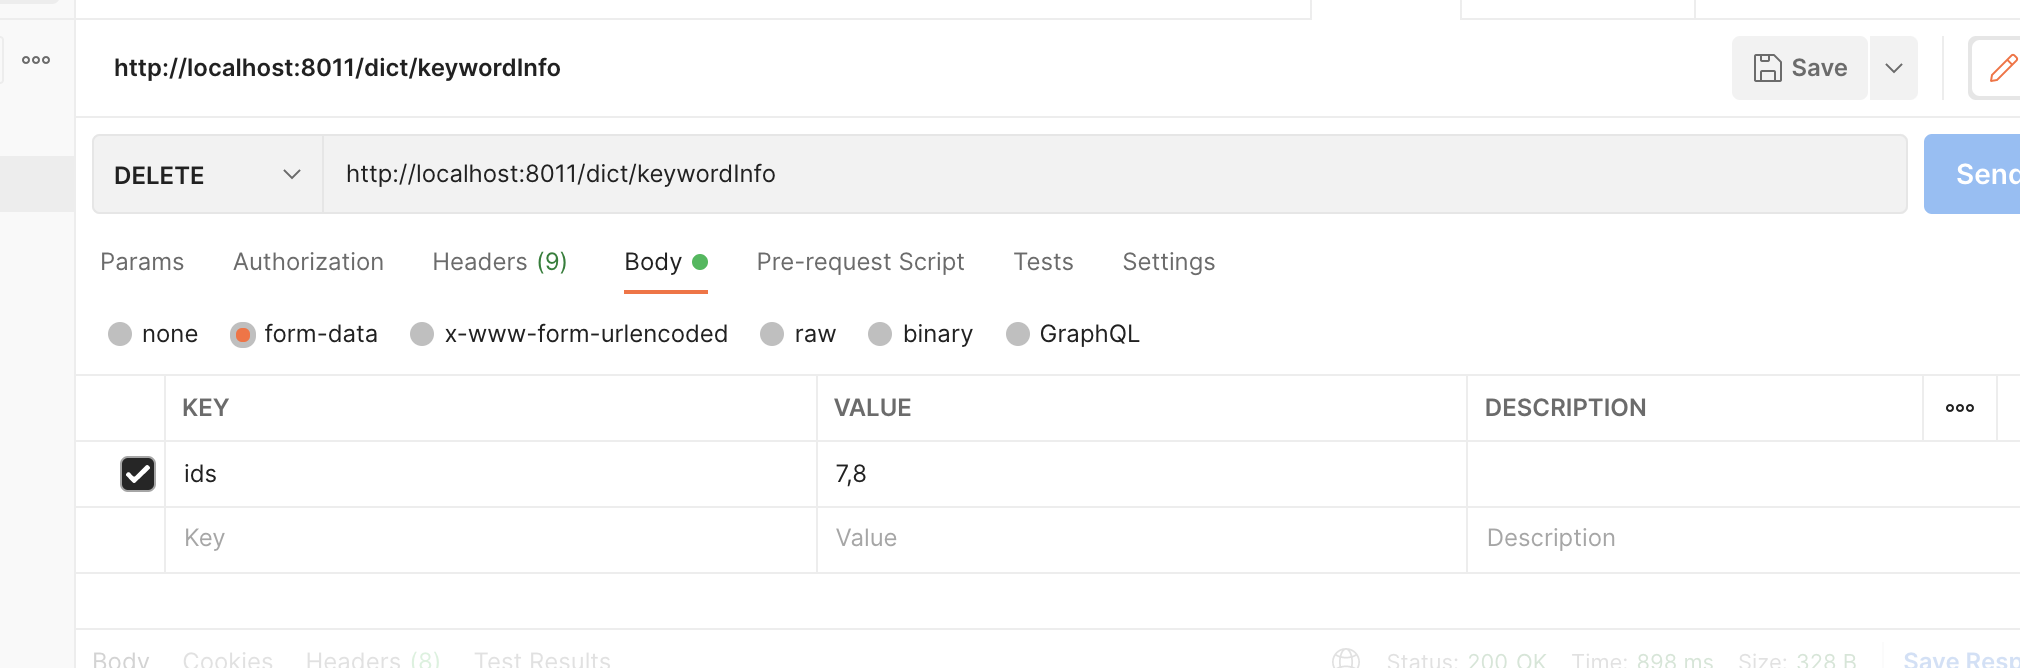 http://localhost:8011/dict/keywordInfo
Save
DELETE
http://localhost:8011/dict/keywordInfo
Send
Params Authorization Headers (9) Body Pre-request Script Tests Settings
none form-data x-www-form-urlencoded raw binary GraphQL
KEY VALUE DESCRIPTION
ids 7,8
Key Value Description
Body Cookies Headers (8) Test Results Status: 200 OK Time: 898 ms Size: 328 B Save Resp